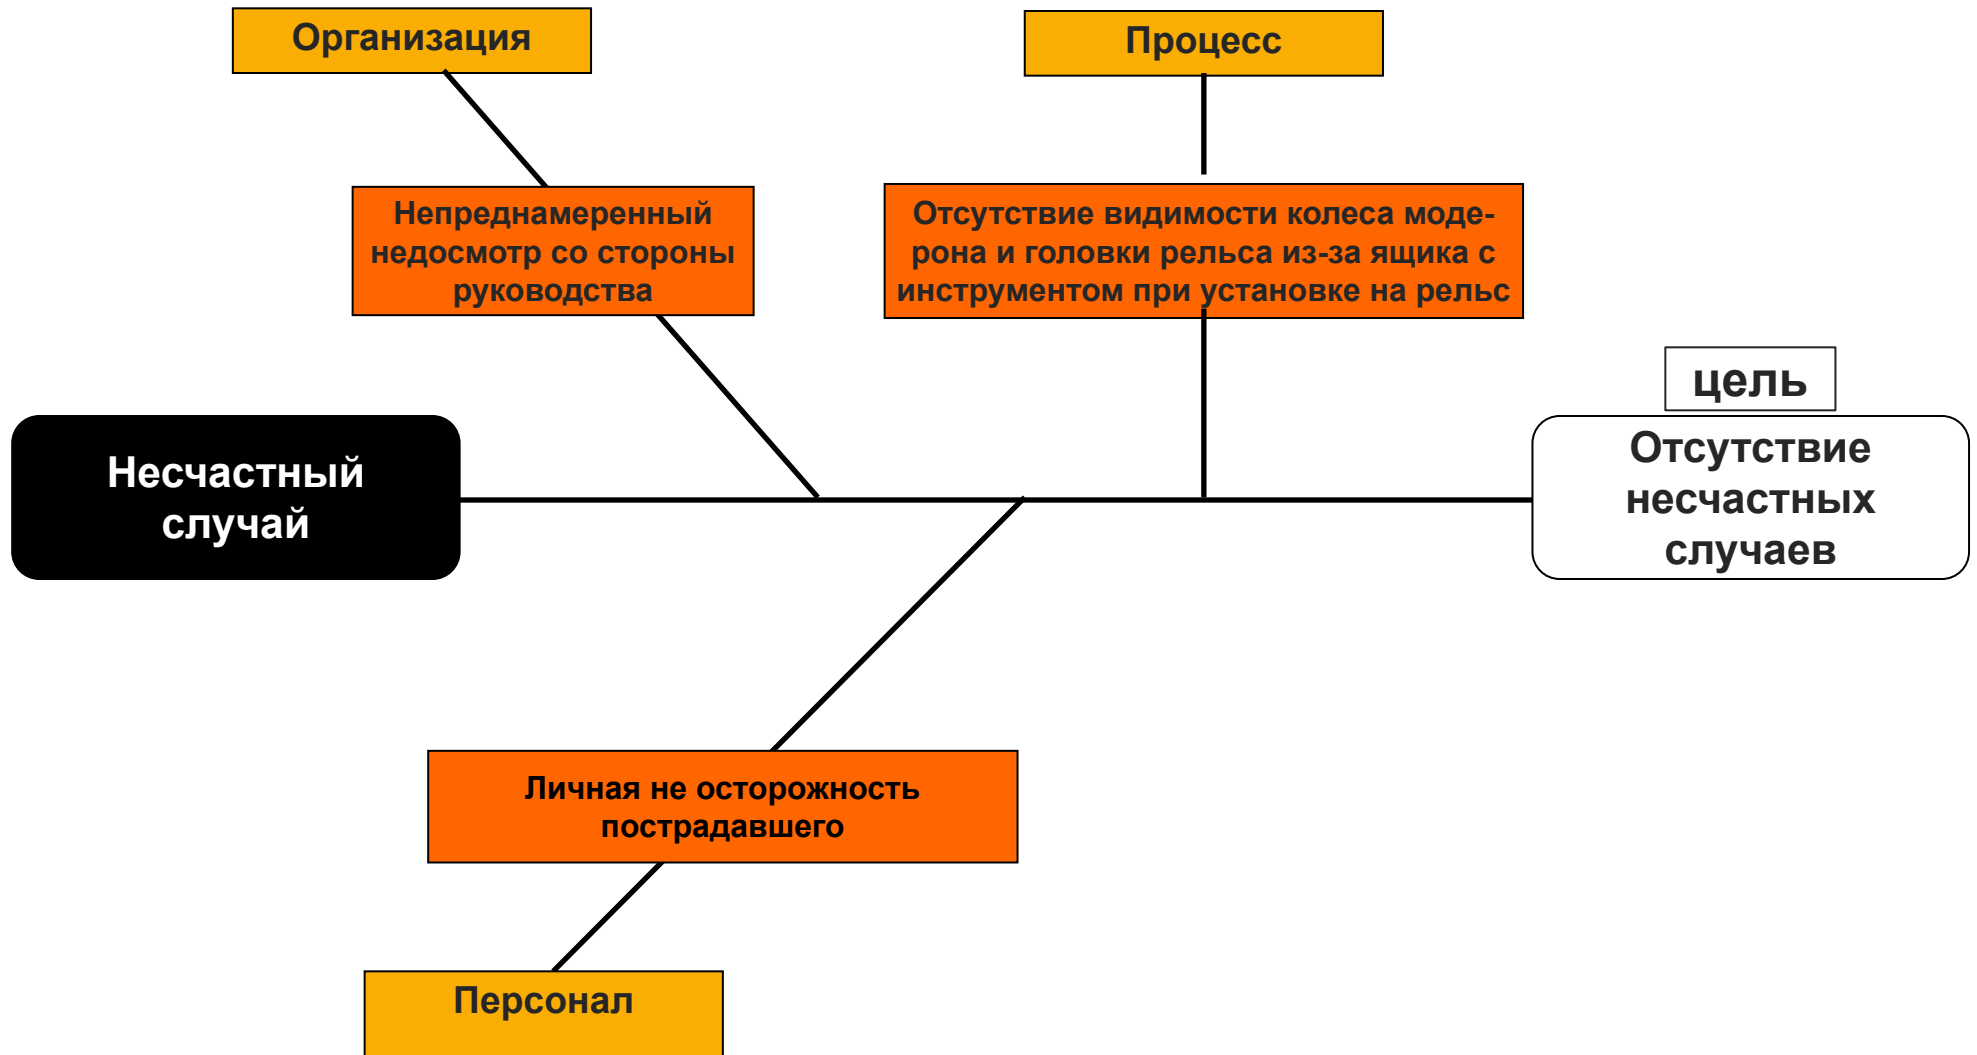 Организация
Процесс
Непреднамеренный
недосмотр со стороны
руководства
Отсутствие видимости колеса моде-
рона и головки рельса из-за ящика с
инструментом при установке на рельс
цель
Несчастный
случай
Отсутствие
несчастных
случаев
Личная не осторожность
пострадавшего
Персонал